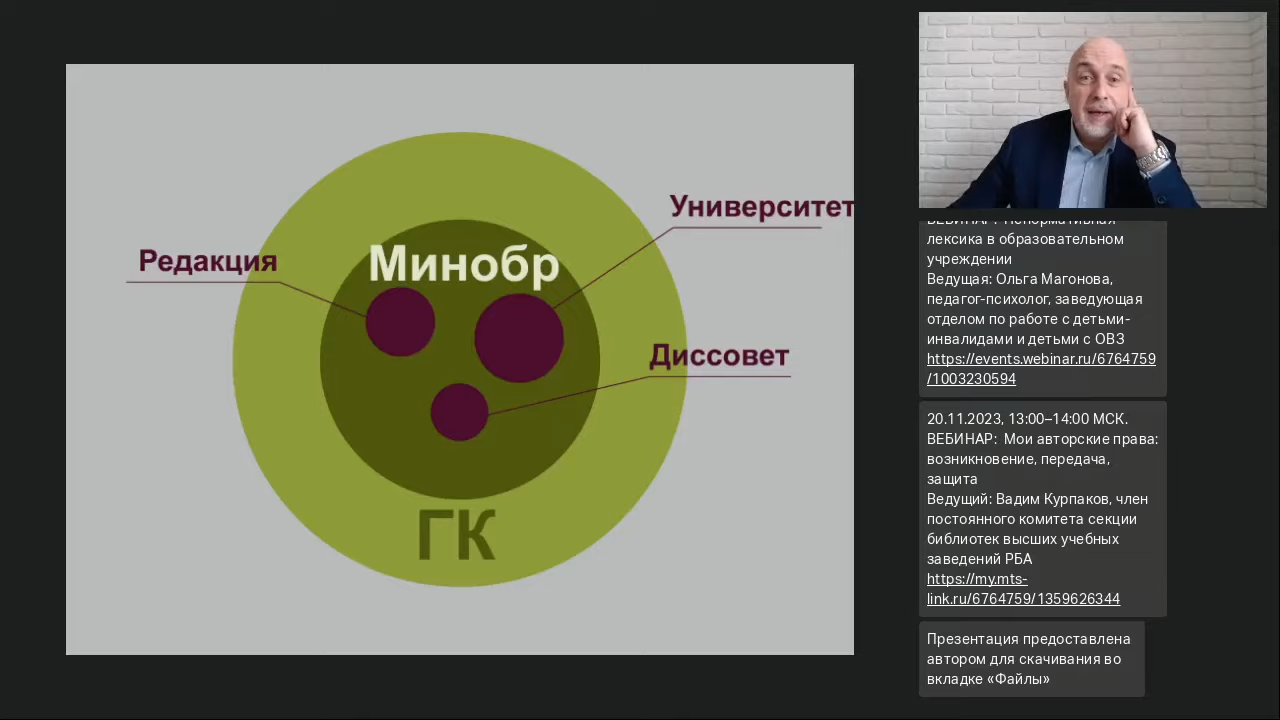 Университет
Минобр
Редакция
Диссовет
ГК
ВЕБИНАР: Ненормативная
лексика в образовательном
учреждении
Ведущая: Ольга Магонова,
педагог-психолог, заведующая
отделом по работе с детьми-
инвалидами и детьми с ОВЗ
https://events.webinar.ru/6764759
/1003230594
20.11.2023, 13:00–14:00 МСК.
ВЕБИНАР: Мои авторские права:
возникновение, передача,
защита
Ведущий: Вадим Курпаков, член
постоянного комитета секции
библиотек высших учебных
заведений РБА
https://my.mts-
link.ru/6764759/1359626344
Презентация предоставлена
автором для скачивания во
вкладке «Файлы»